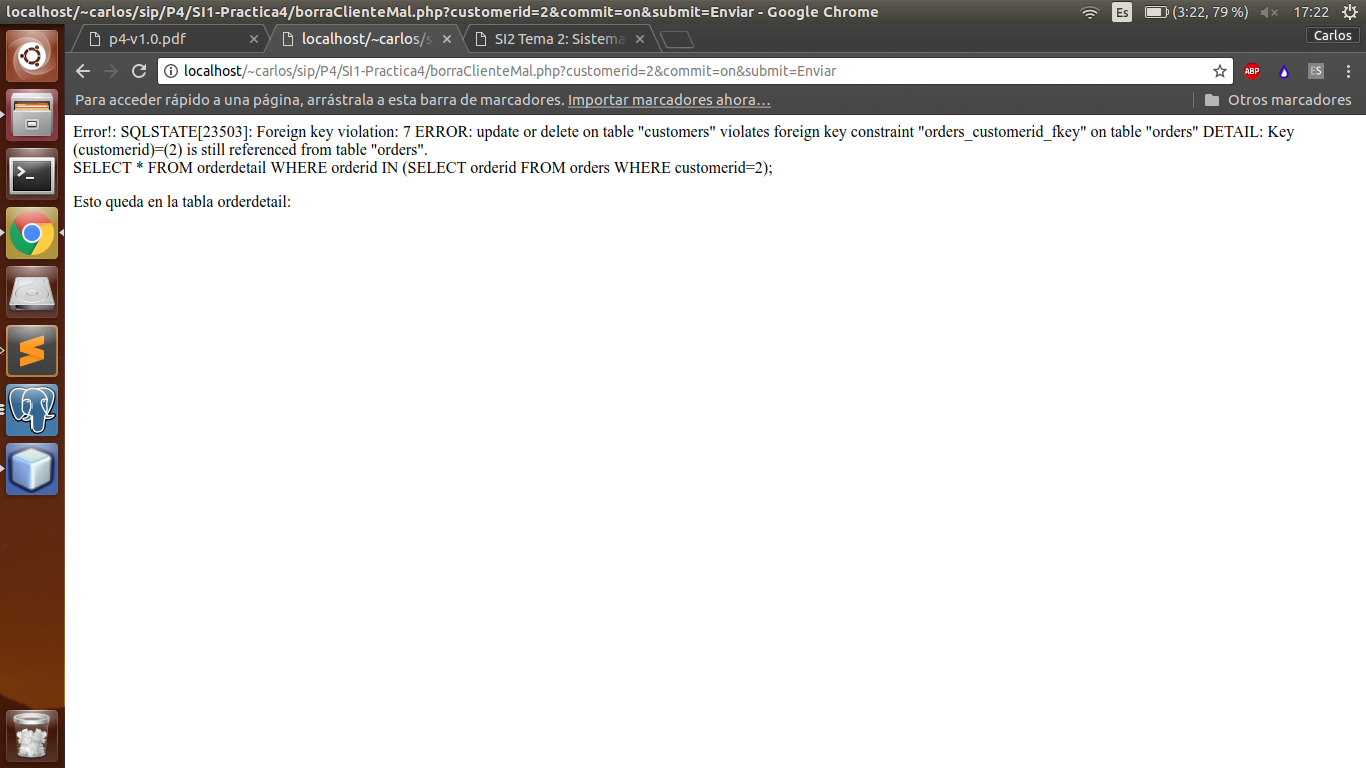 localhost/~carlos/sip/P4/SI1-Practica4/borraClienteMal.php?customerid=2&commit=on&submit=Enviar - Google Chrome
Es
(3:22, 79 %)
17:22
p4-v1.0.pdf
localhost/~carlos/s
SI2 Tema 2: Sistema
Carlos
localhost/~carlos/sip/P4/SI1-Practica4/borraClienteMal.php?customerid=2&commit=on&submit=Enviar
ABP
ES
Para acceder rápido a una página, arrástrala a esta barra de marcadores. Importar marcadores ahora...
Otros marcadores
Error!: SQLSTATE[23503]: Foreign key violation: 7 ERROR: update or delete on table "customers" violates foreign key constraint "orders_customerid_fkey" on table "orders" DETAIL: Key
(customerid)=(2) is still referenced from table "orders".
SELECT * FROM orderdetail WHERE orderid IN (SELECT orderid FROM orders WHERE customerid=2);
Esto queda en la tabla orderdetail: